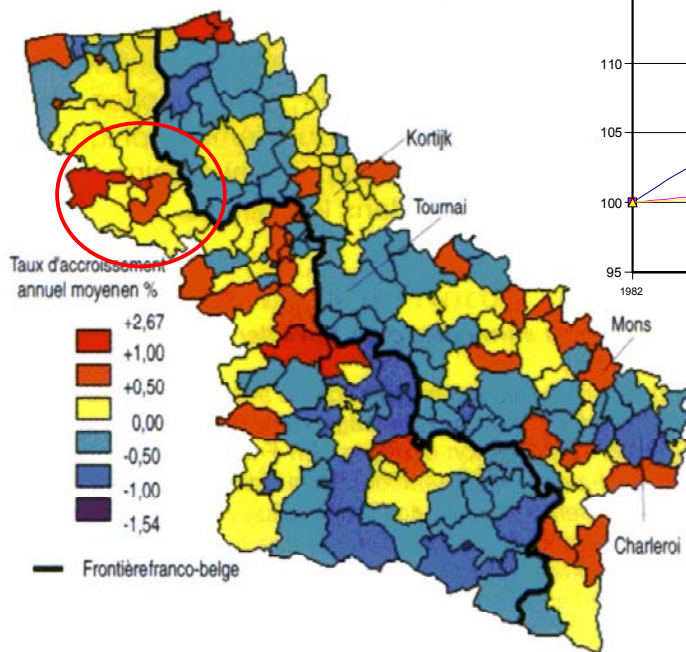 110
105
100
95
1982
Kortijk
Tournai
Mons
Charleroi
Taux d'accroissement
annuel moyenen %
+2,67
+1,00
+0,50
0,00
-0,50
-1,00
-1,54
Frontièrefranco-belge